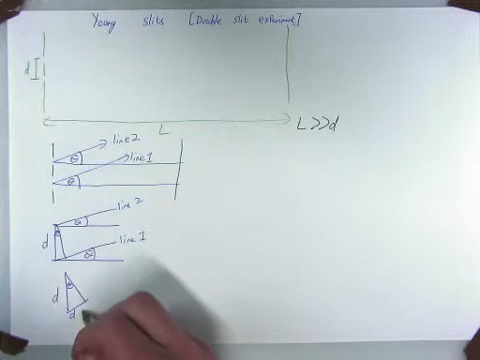 Young slits [Double slit experiment]
d
L
L>>d
line 2
θ
line 1
θ
line 2
θ
θ
d
line 1
θ
θ
d
d